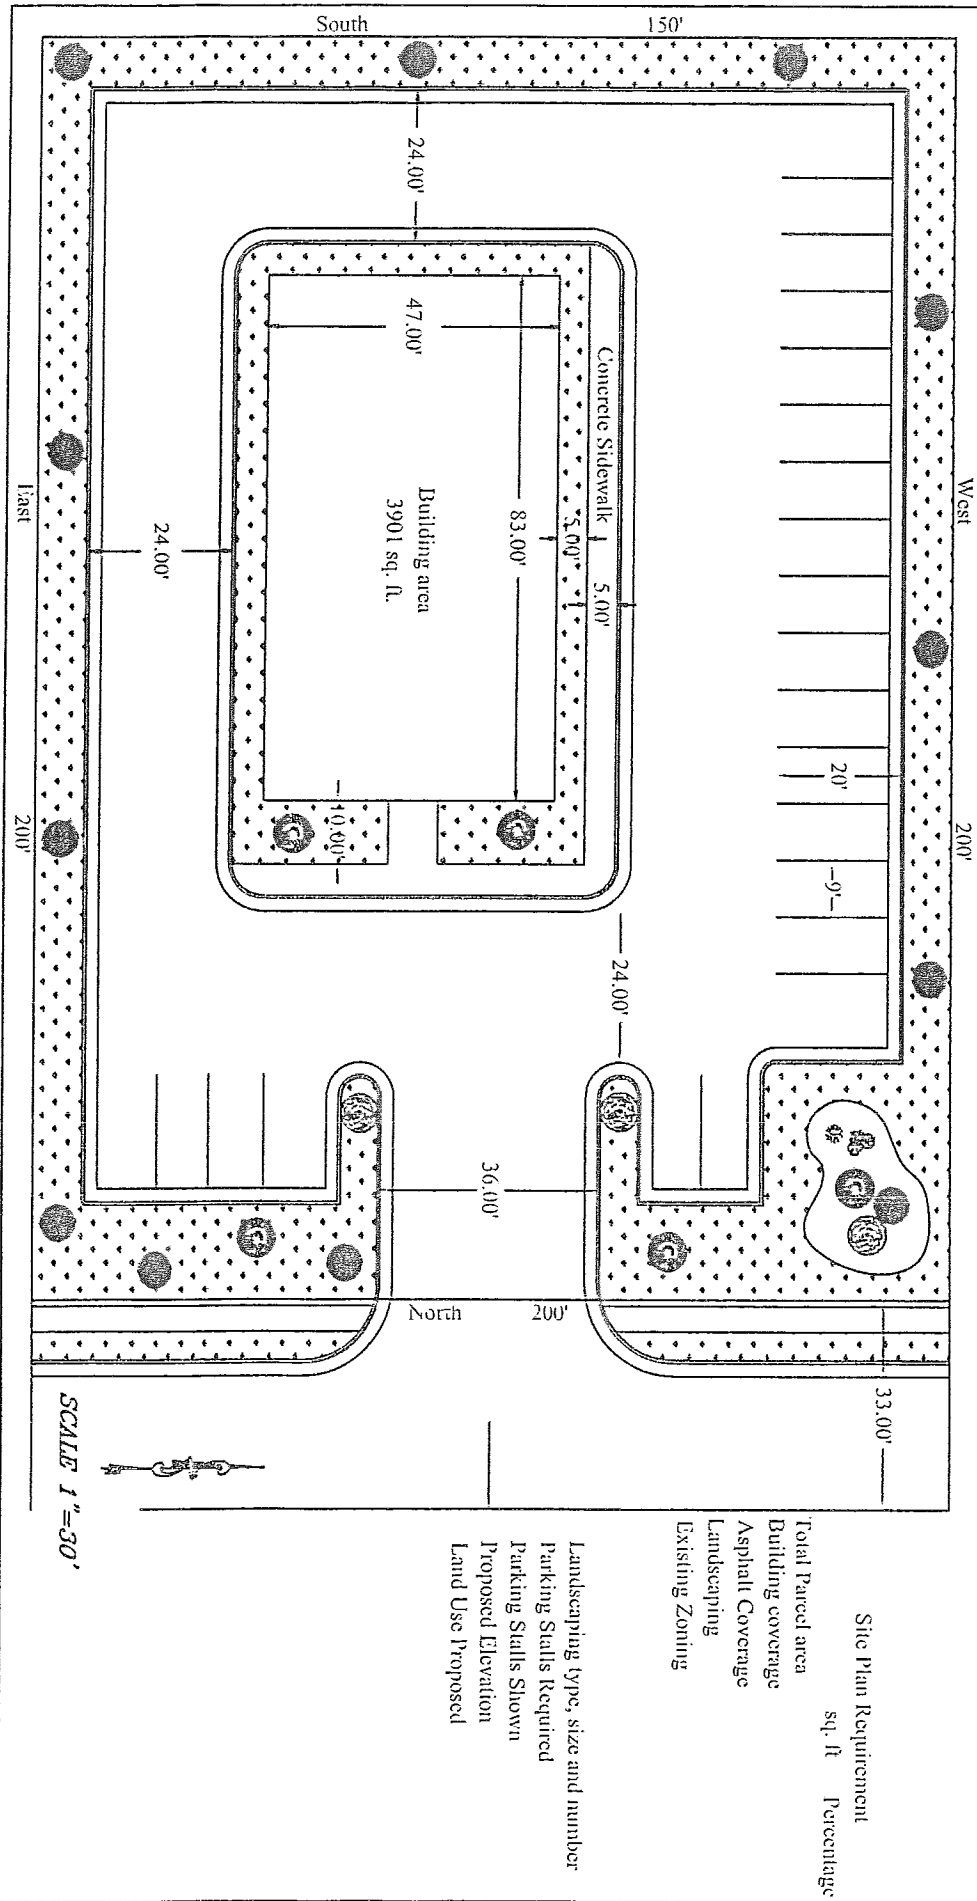 South 150'
24.00'
West
200'
Concrete Sidewalk
5.00'
5.00'
47.00'
83.00'
Building area
3901 sq. ft.
East
200'
24.00'
20'
9'
10.00'
24.00'
36.00'
North 200'
33.00'
SCALE 1"=30'
Site Plan Requirement
sq. ft Percentage
Total Parcel area
Building coverage
Asphalt Coverage
Landscaping
Existing Zoning
Landscaping type, size and number
Parking Stalls Required
Parking Stalls Shown
Proposed Elevation
Land Use Proposed